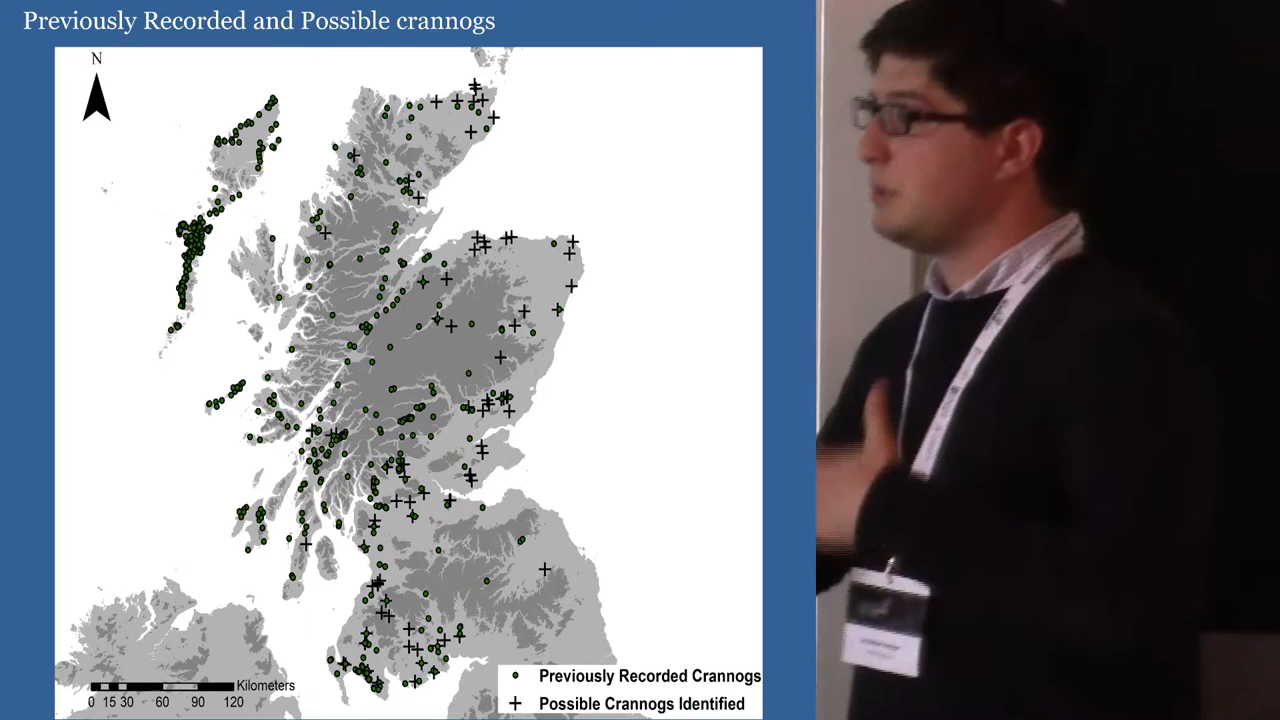 Previously Recorded and Possible crannogs
N
Kilometers
0 15 30 60 90 120
Previously Recorded Crannogs
Possible Crannogs Identified